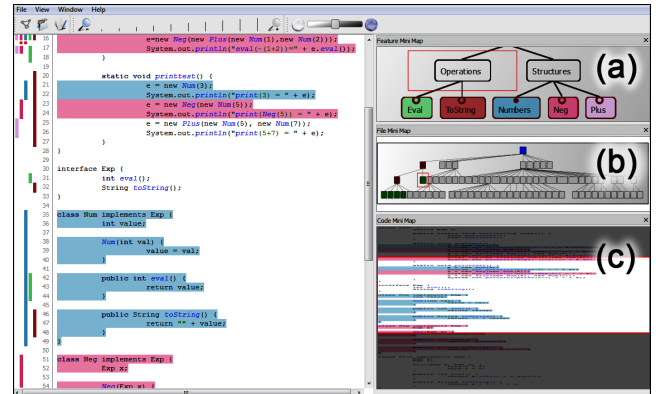 File View Window Help
16 e=new Neg(new Plus(new Num(1),new Num(2)));
17 System.out.println("eval(-(1+2))=" + e.eval());
18 }
19
20 static void printtest() {
21 e = new Num(3);
22 System.out.println("print(3) = " + e);
23 e = new Neg(new Num(5));
24 System.out.println("print(Neg(5)) = " + e);
25 e = new Plus(new Num(5), new Num(7));
26 System.out.println("print(5+7) = " + e);
27 }
28 }
29
30 interface Exp {
31 int eval();
32 String toString();
33 }
34
35 class Num implements Exp {
36 int value;
37
38 Num(int val) {
39 value = val;
40 }
41
42 public int eval() {
43 return value;
44 }
45
46 public String toString() {
47 return "" + value;
48 }
49 }
50
51 class Neg implements Exp {
52 Exp x;
53
54 Neg(Exp x) {
Feature Mini Map
Operations Structures
(a)
Eval ToString Numbers Neg Plus
File Mini Map
(b)
Code Mini Map
(c)